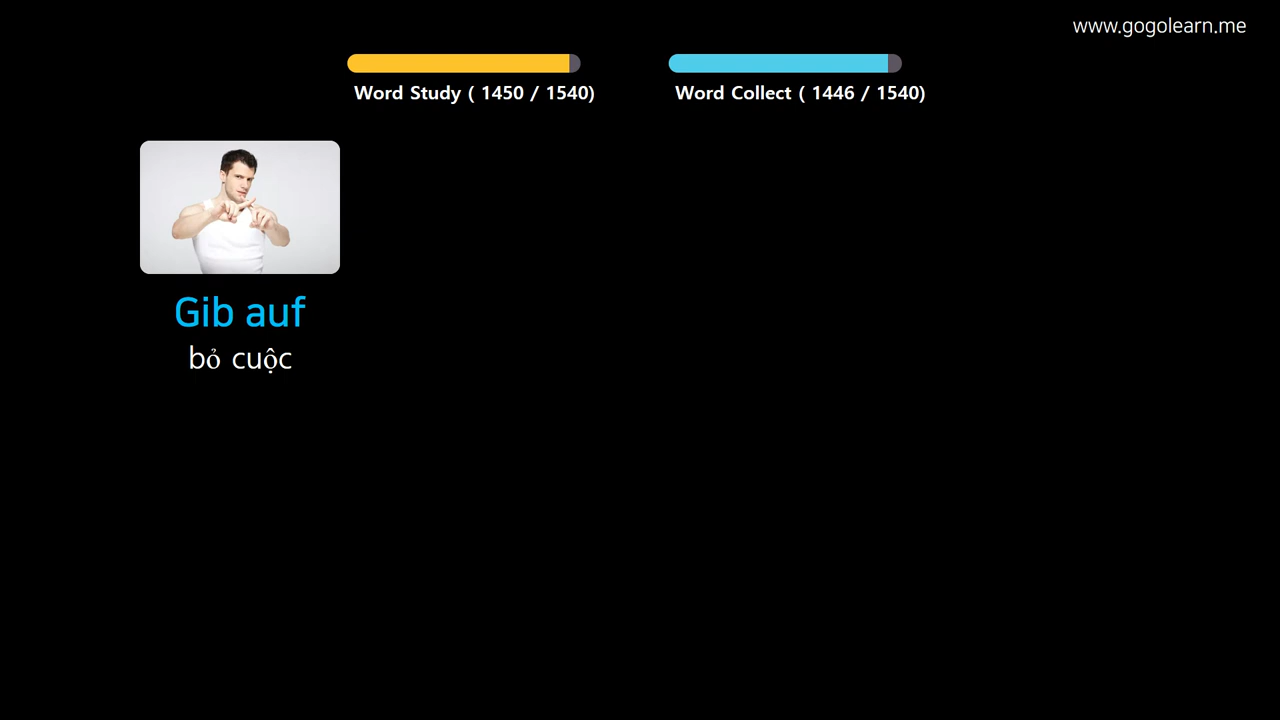 www.gogolearn.me
Word Study ( 1450 / 1540)
Word Collect ( 1446 / 1540)
Gib auf
bỏ cuộc